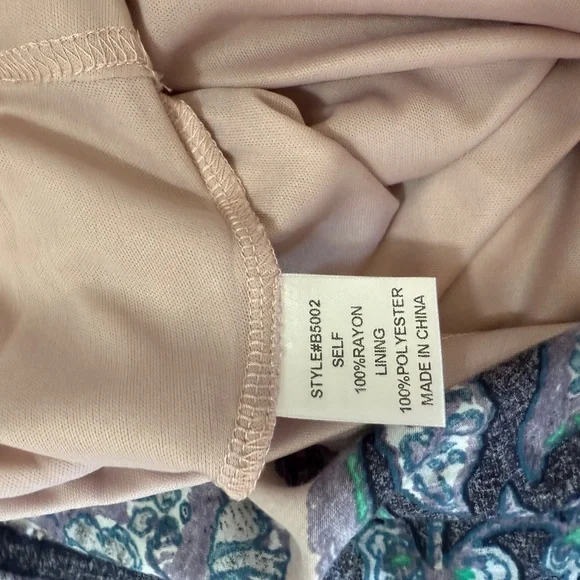 STYLE#B5002
SELF
100%RAYON
LINING
100%POLYESTER
MADE IN CHINA